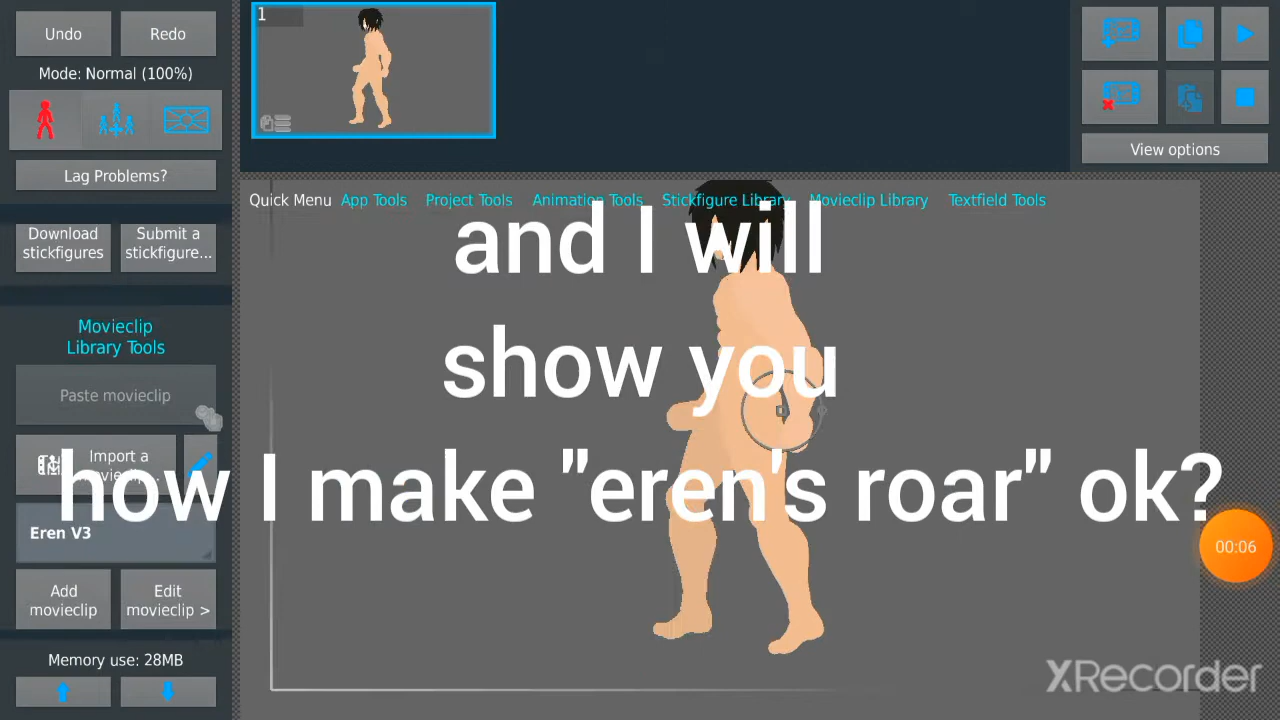 Undo
Redo
1
Mode: Normal (100%)
Lag Problems?
View options
Quick Menu
App Tools
Project Tools
Animation Tools
Stickfigure Library
Movieclip Library
Textfield Tools
Download
stickfigures
Submit a
stickfigure...
and I will
show you
how I make "eren's roar" ok?
Movieclip
Library Tools
Paste movieclip
Import a
movieclip...
Eren V3
Add
movieclip
Edit
movieclip >
Memory use: 28MB
00:06
XRecorder